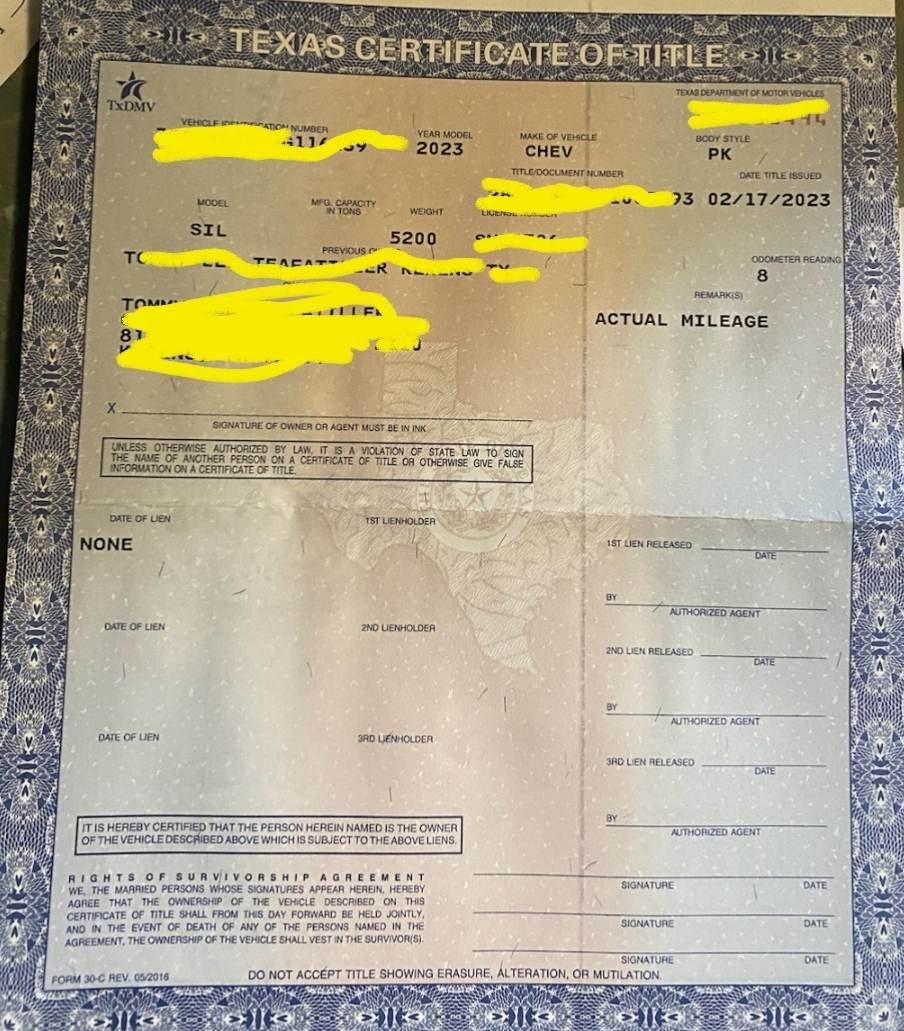 TEXAS CERTIFICATE OF TITLE
TxDMV
TEXAS DEPARTMENT OF MOTOR VEHICLES
VEHICLE IDENTIFICATION NUMBER
YEAR MODEL
MAKE OF VEHICLE
BODY STYLE
2023
CHEV
PK
TITLE/DOCUMENT NUMBER
DATE TITLE ISSUED
93 02/17/2023
MODEL
MFG. CAPACITY
IN TONS
WEIGHT
LICENSE NUMBER
SIL
5200
PREVIOUS
ODOMETER READING
8
REMARK(S)
ACTUAL MILEAGE
X
SIGNATURE OF OWNER OR AGENT MUST BE IN INK
UNLESS OTHERWISE AUTHORIZED BY LAW, IT IS A VIOLATION OF STATE LAW TO SIGN
THE NAME OF ANOTHER PERSON ON A CERTIFICATE OF TITLE OR OTHERWISE GIVE FALSE
INFORMATION ON A CERTIFICATE OF TITLE.
DATE OF LIEN
1ST LIENHOLDER
NONE
1ST LIEN RELEASED
DATE
BY
AUTHORIZED AGENT
DATE OF LIEN
2ND LIENHOLDER
2ND LIEN RELEASED
DATE
BY
AUTHORIZED AGENT
DATE OF LIEN
3RD LIENHOLDER
3RD LIEN RELEASED
DATE
BY
AUTHORIZED AGENT
IT IS HEREBY CERTIFIED THAT THE PERSON HEREIN NAMED IS THE OWNER
OF THE VEHICLE DESCRIBED ABOVE WHICH IS SUBJECT TO THE ABOVE LIENS.
RIGHTS OF SURVIVORSHIP AGREEMENT
WE, THE MARRIED PERSONS WHOSE SIGNATURES APPEAR HEREIN, HEREBY
AGREE THAT THE OWNERSHIP OF THE VEHICLE DESCRIBED ON THIS
CERTIFICATE OF TITLE SHALL FROM THIS DAY FORWARD BE HELD JOINTLY,
AND IN THE EVENT OF DEATH OF ANY OF THE PERSONS NAMED IN THE
AGREEMENT, THE OWNERSHIP OF THE VEHICLE SHALL VEST IN THE SURVIVOR(S).
SIGNATURE DATE
SIGNATURE DATE
SIGNATURE DATE
FORM 30-C REV. 05/2016
DO NOT ACCEPT TITLE SHOWING ERASURE, ALTERATION, OR MUTILATION.